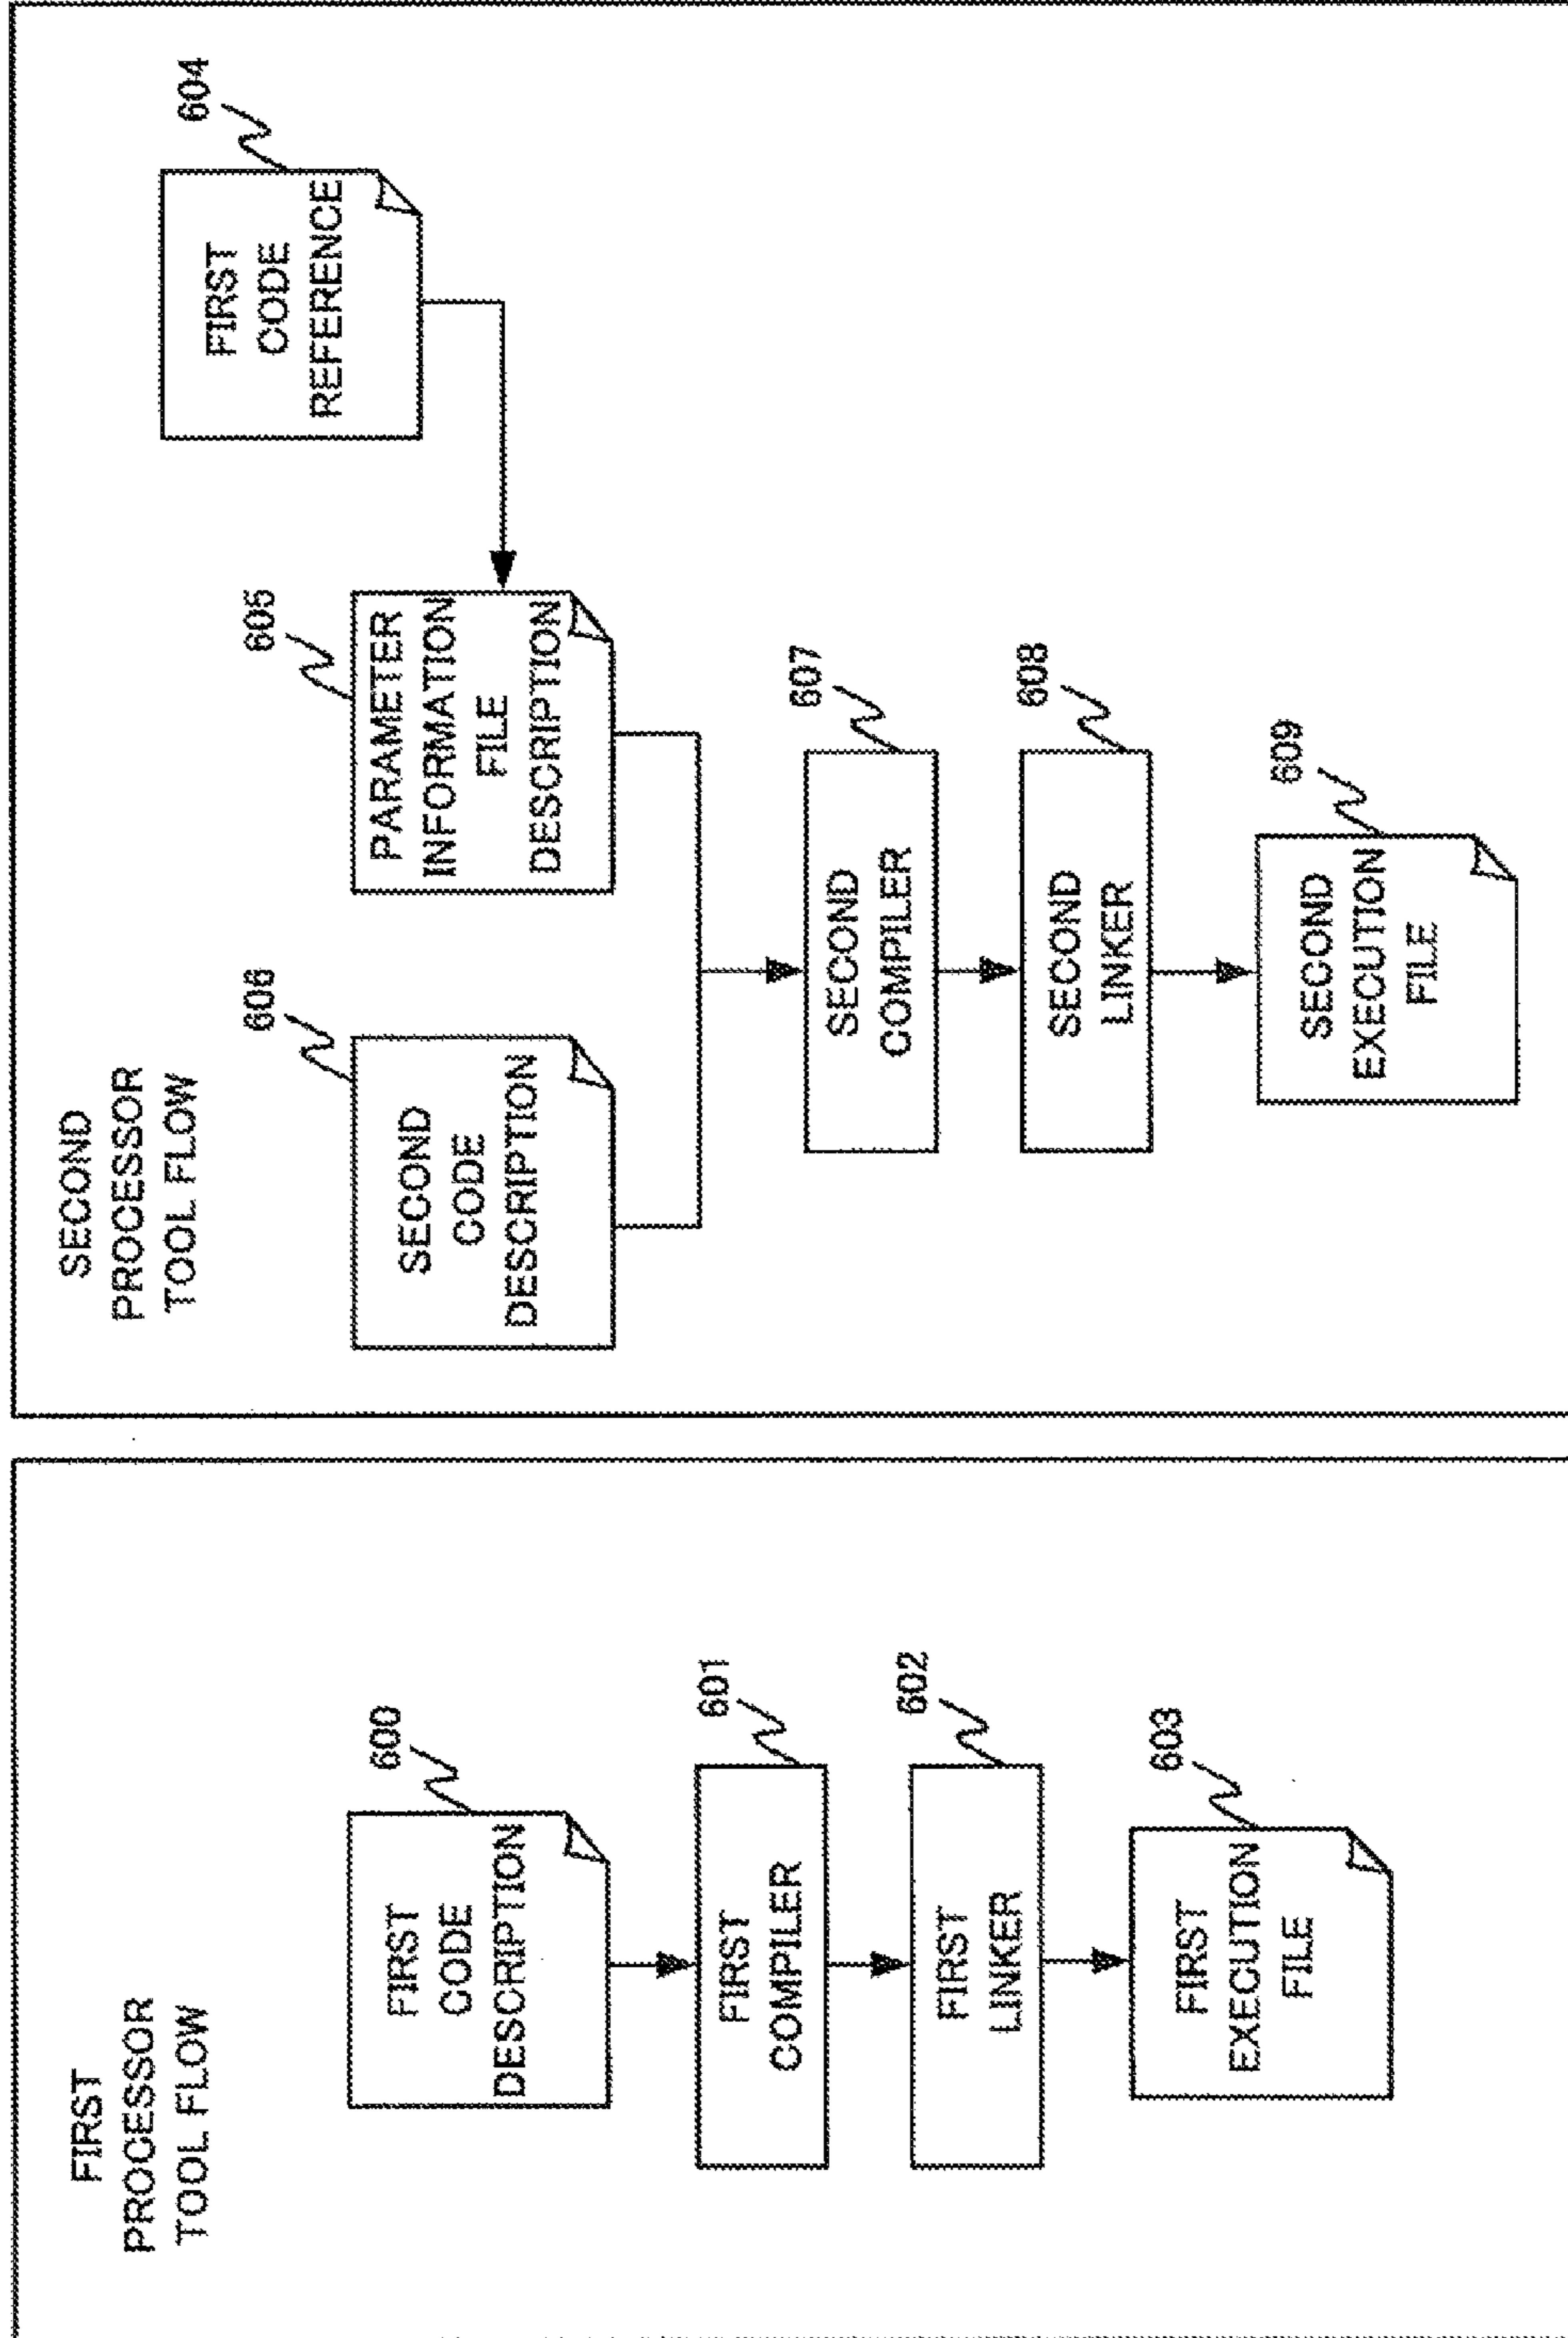 FIRST
PROCESSOR
TOOL FLOW
600
FIRST
CODE
DESCRIPTION
601
FIRST
COMPILER
602
FIRST
LINKER
603
FIRST
EXECUTION
FILE
SECOND
PROCESSOR
TOOL FLOW
604
FIRST
CODE
REFERENCE
605
PARAMETER
INFORMATION
FILE
DESCRIPTION
606
SECOND
CODE
DESCRIPTION
607
SECOND
COMPILER
608
SECOND
LINKER
609
SECOND
EXECUTION
FILE